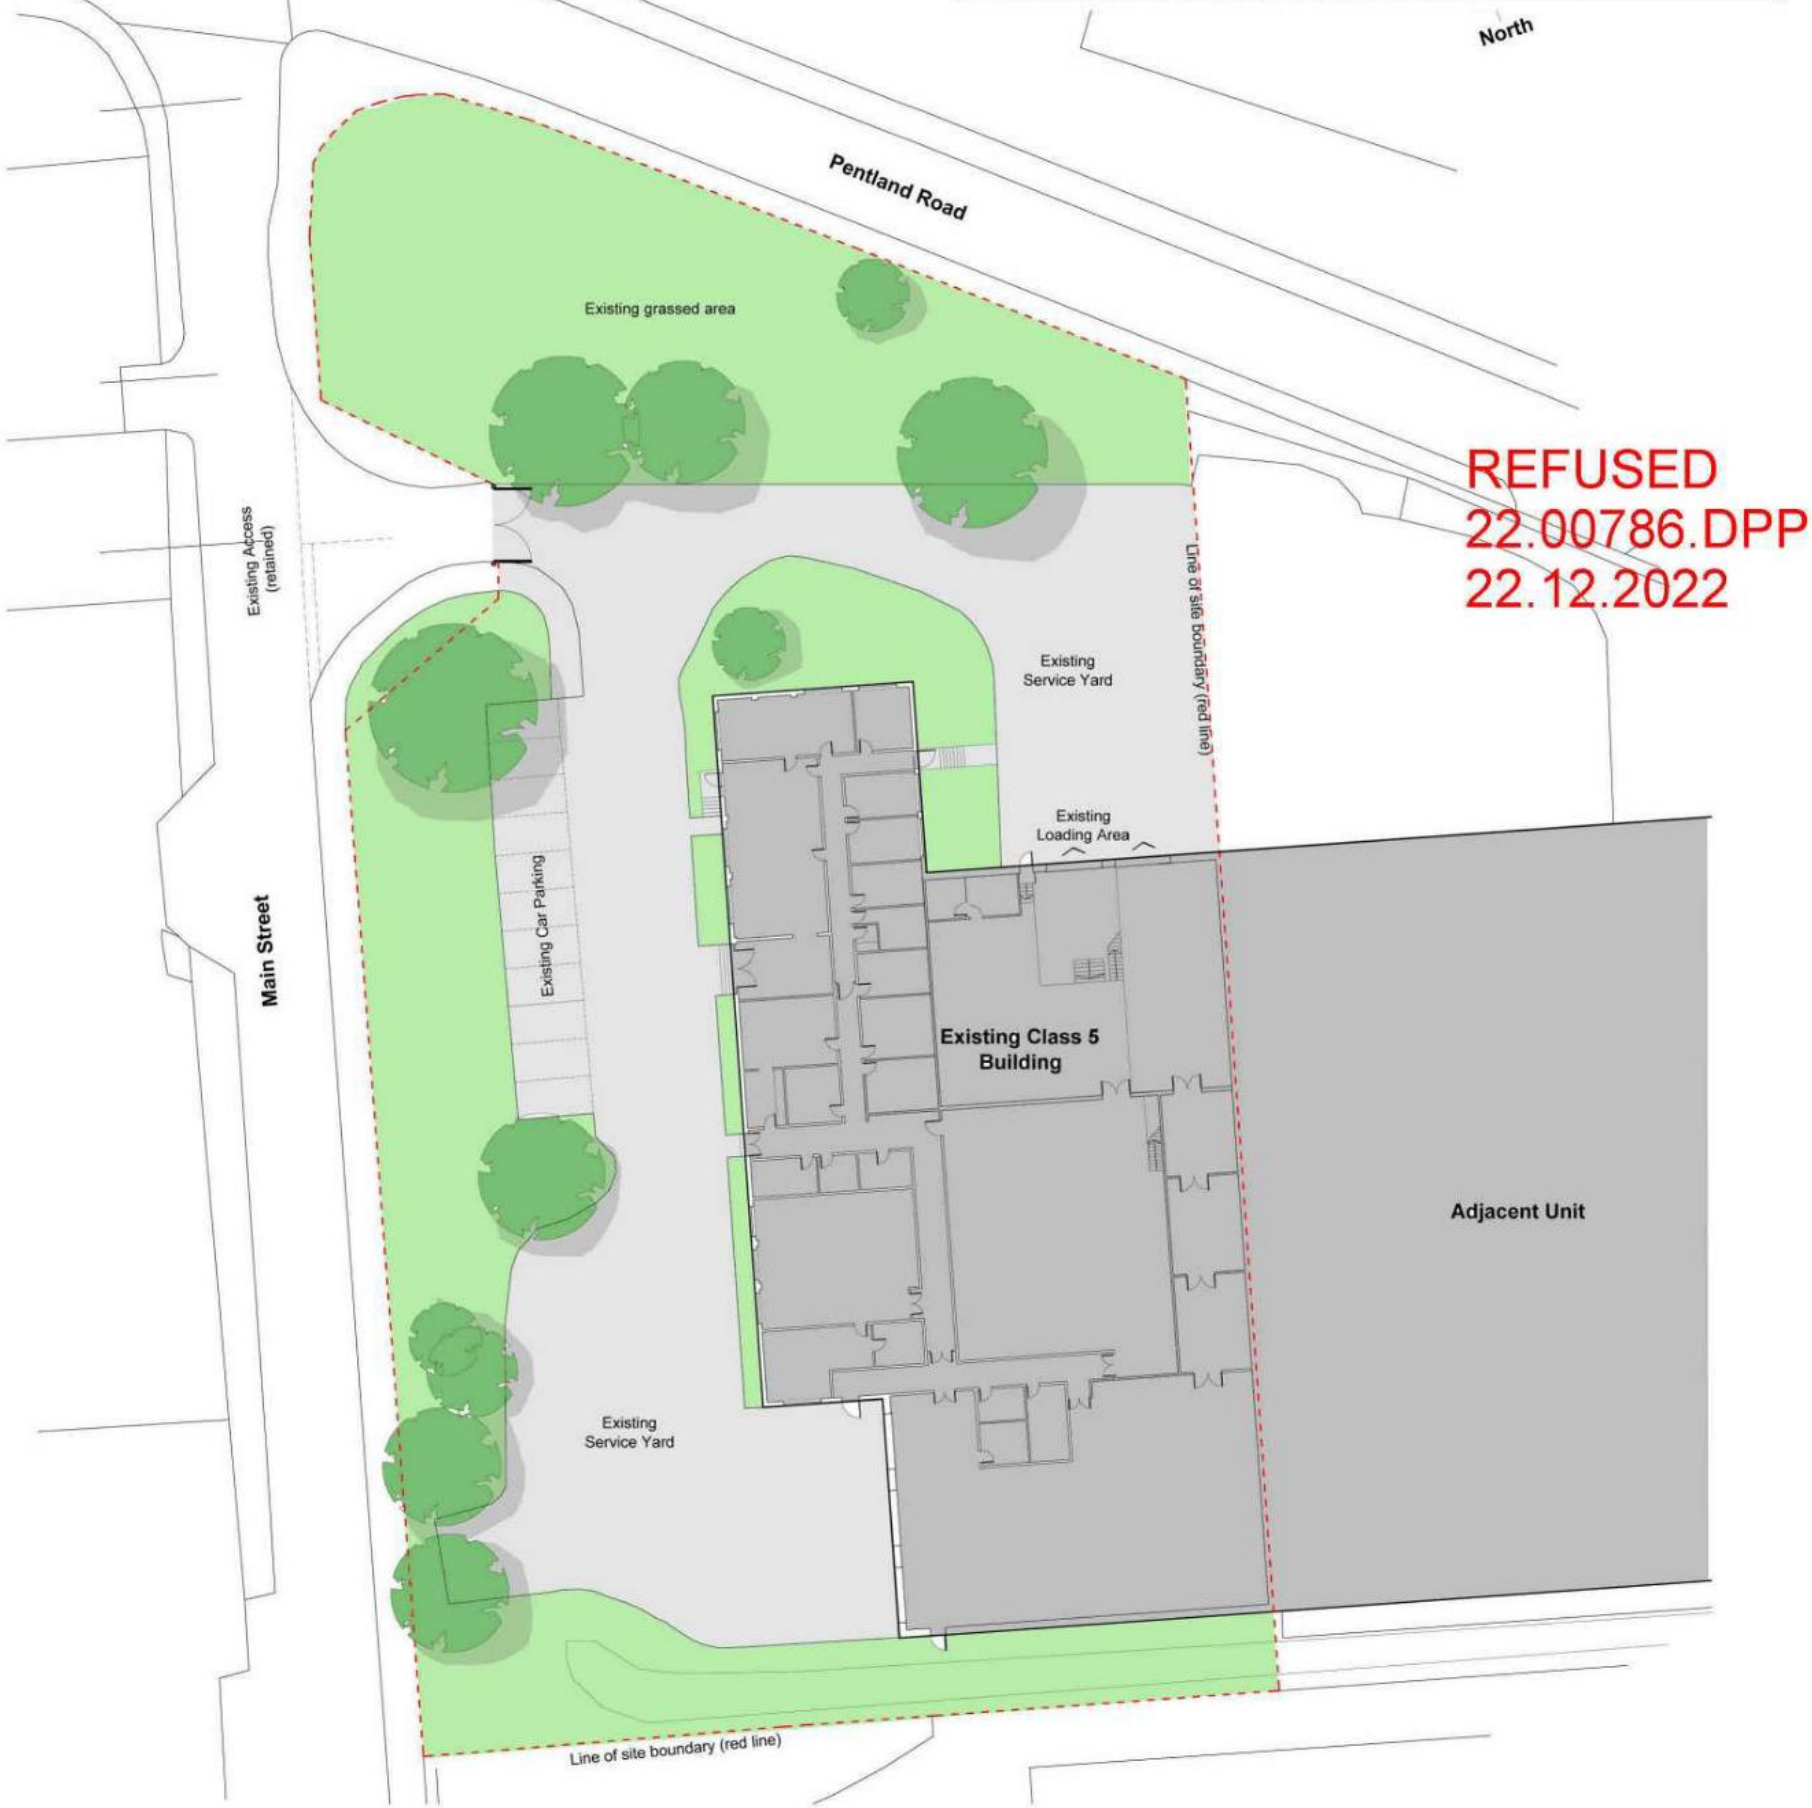 North
Pentland Road
Existing grassed area
REFUSED
22.00786.DPP
22.12.2022
Existing Access
(retained)
Line of site boundary (red line)
Existing
Service Yard
Existing
Loading Area
Existing Car Parking
Main Street
Existing Class 5
Building
Adjacent Unit
Existing
Service Yard
Line of site boundary (red line)